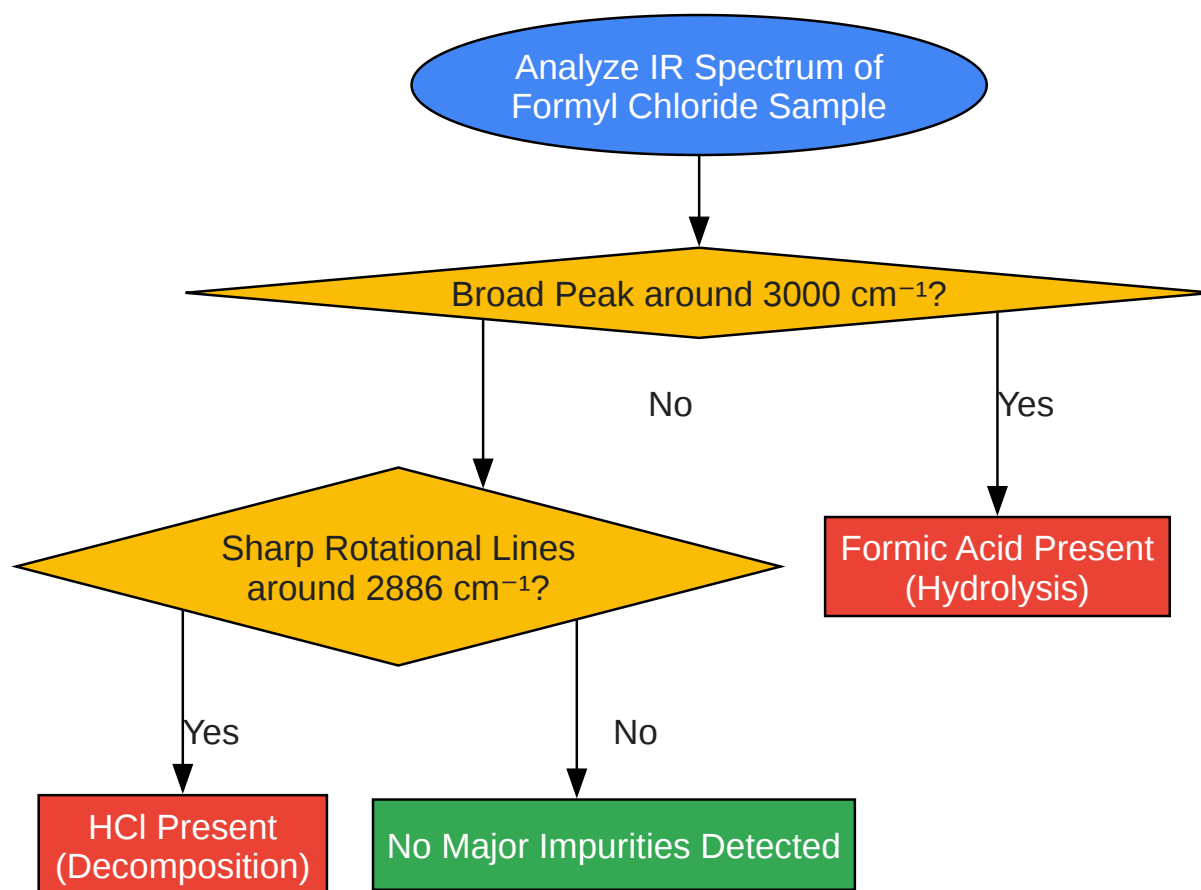 Analyze IR Spectrum of
Formyl Chloride Sample
Broad Peak around 3000 cm⁻¹?
No
Yes
Sharp Rotational Lines
around 2886 cm⁻¹?
Formic Acid Present
(Hydrolysis)
Yes
No
HCl Present
(Decomposition)
No Major Impurities Detected